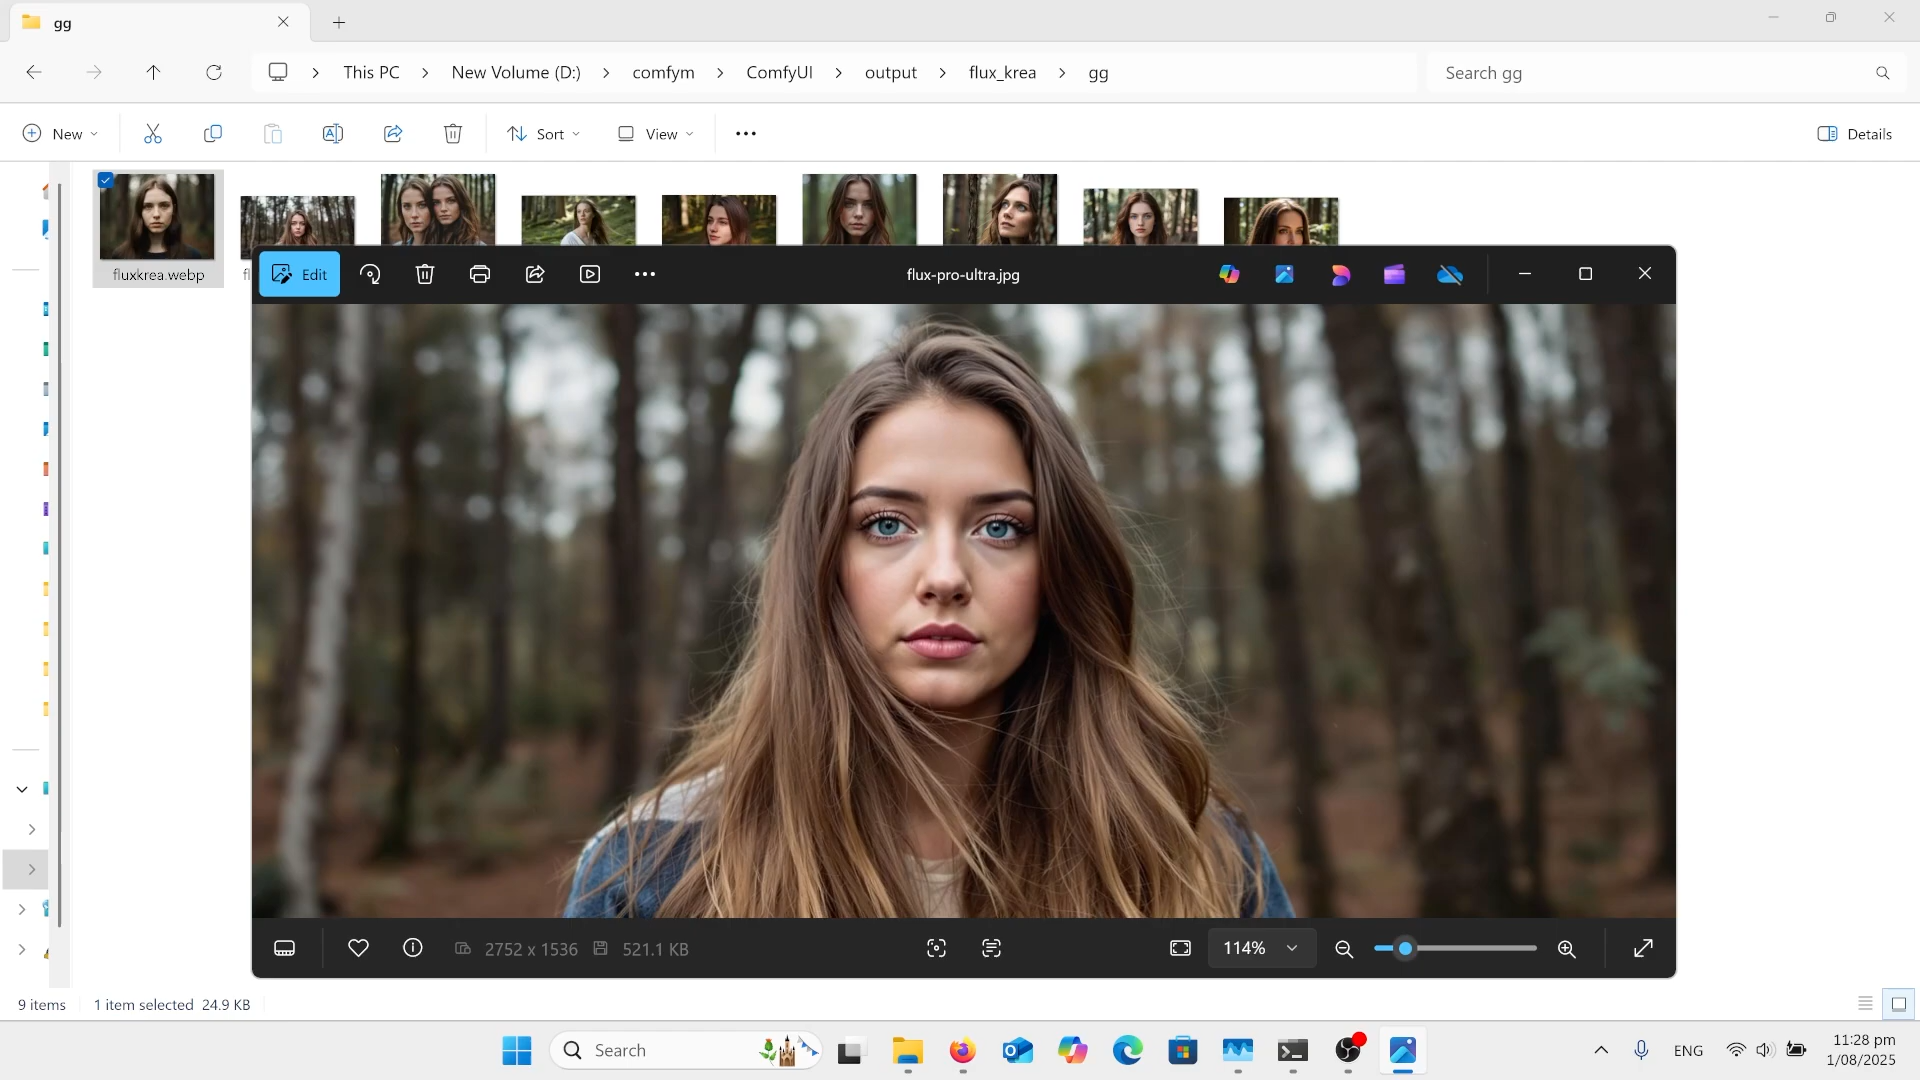 gg
This PC
New Volume (D:)
comfym
ComfyUI
output
flux_krea
gg
Search gg
New
Sort
View
Details
fluxkrea.webp
Edit
flux-pro-ultra.jpg
2752 x 1536
521.1 KB
114%
9 items
1 item selected 24.9 KB
Search
ENG
11:28 pm
1/08/2025